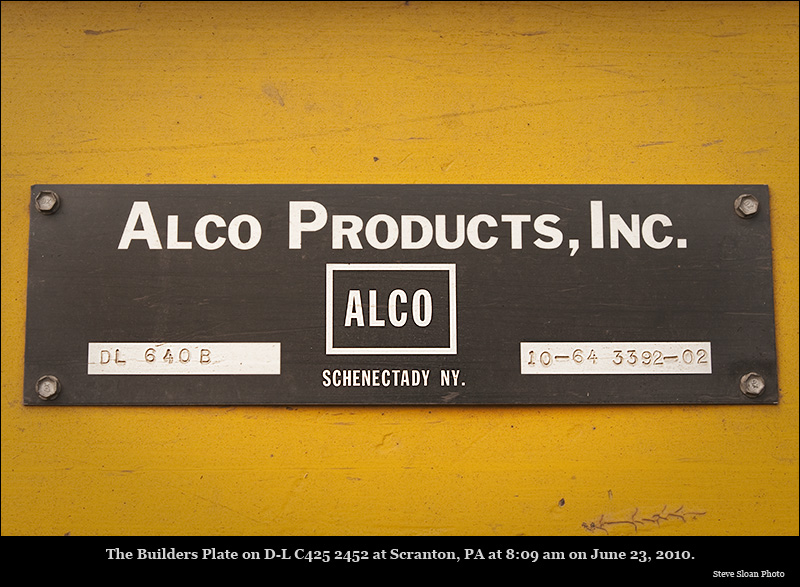 ALCO PRODUCTS, INC.
ALCO
DL 640B
10-64 3392-02
SCHENECTADY NY.
The Builders Plate on D-L C425 2452 at Scranton, PA at 8:09 am on June 23, 2010.
Steve Sloan Photo